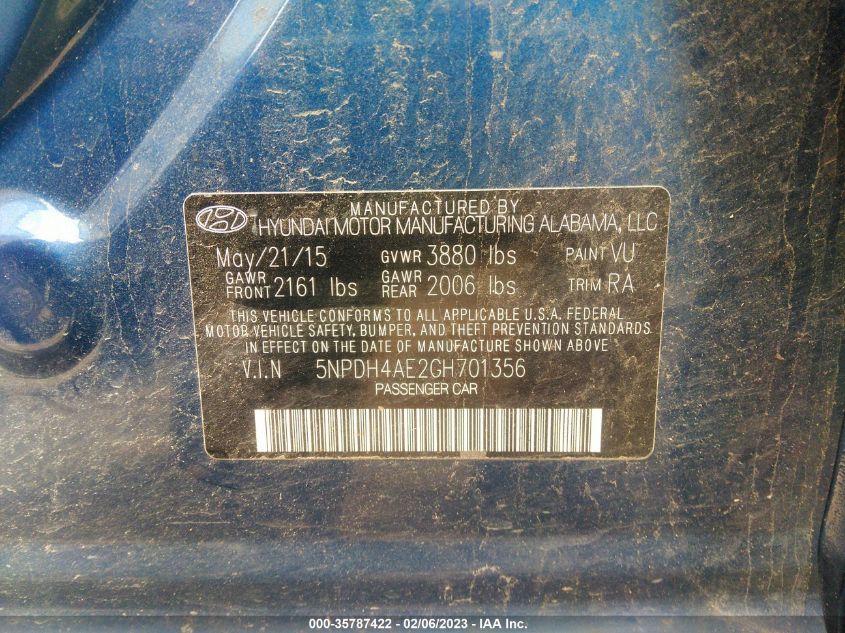 MANUFACTURED BY
HYUNDAI MOTOR MANUFACTURING ALABAMA, LLC
May/21/15 GVWR 3880 lbs PAINT VU
GAWR FRONT 2161 lbs GAWR REAR 2006 lbs TRIM RA
THIS VEHICLE CONFORMS TO ALL APPLICABLE U.S.A. FEDERAL
MOTOR VEHICLE SAFETY, BUMPER, AND THEFT PREVENTION STANDARDS
IN EFFECT ON THE DATE OF MANUFACTURE SHOWN ABOVE.
V.I.N 5NPDH4AE2GH701356
PASSENGER CAR
000-35787422 - 02/06/2023 - © IAA, Inc.